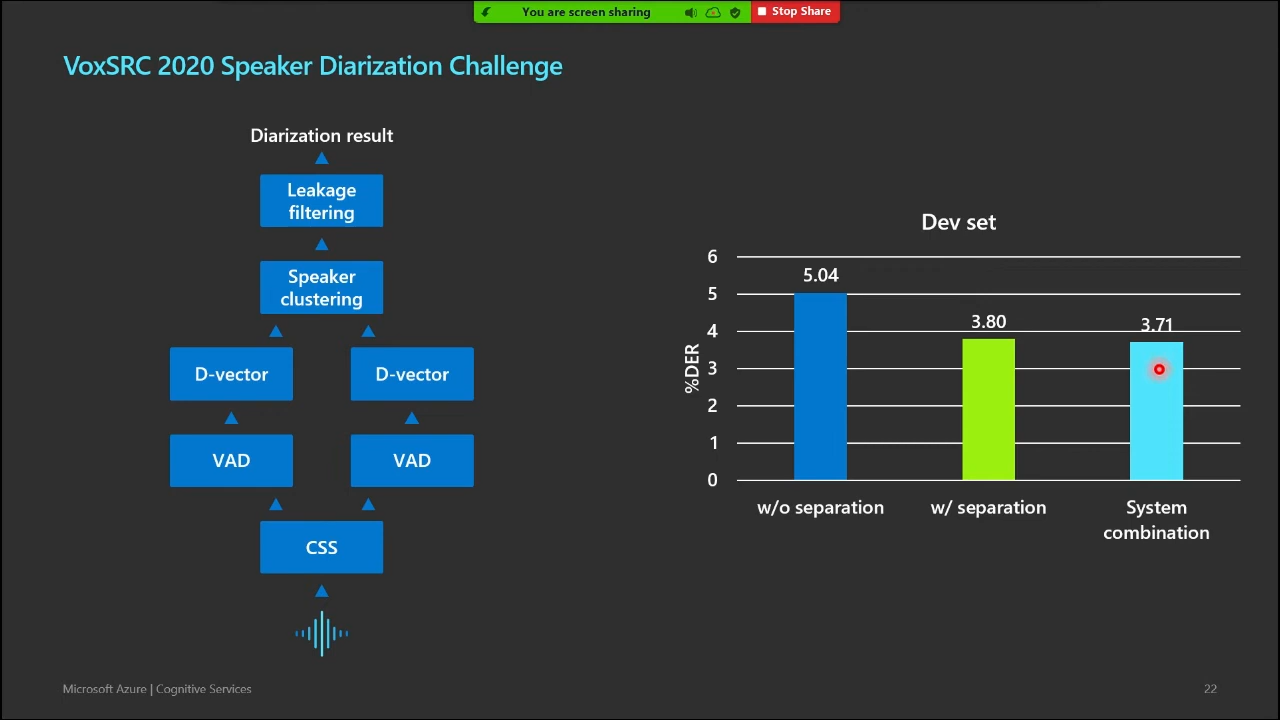 You are screen sharing
Stop Share
VoxSRC 2020 Speaker Diarization Challenge
Diarization result
Leakage
filtering
Speaker
clustering
D-vector
D-vector
VAD
VAD
CSS
Dev set
%DER
6
5
4
3
2
1
0
5.04
3.80
3.71
w/o separation
w/ separation
System
combination
Microsoft Azure | Cognitive Services
22